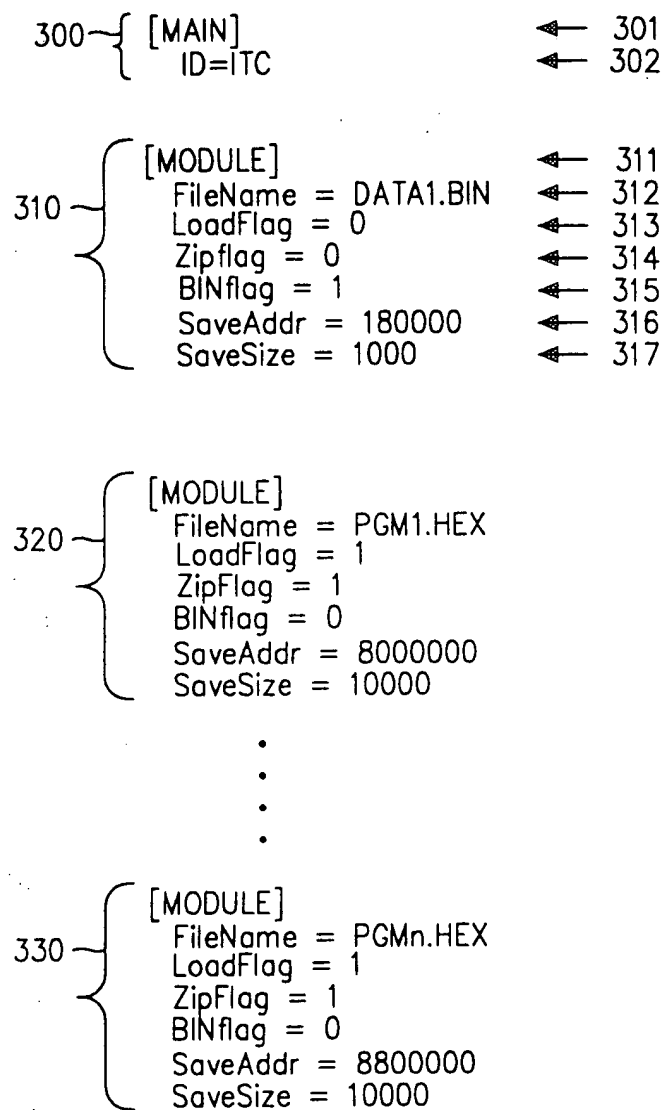 300 [MAIN] 301
ID=ITC 302
[MODULE] 311
310 FileName = DATA1.BIN 312
LoadFlag = 0 313
Zipflag = 0 314
BINflag = 1 315
SaveAddr = 180000 316
SaveSize = 1000 317
[MODULE]
320 FileName = PGM1.HEX
LoadFlag = 1
ZipFlag = 1
BINflag = 0
SaveAddr = 8000000
SaveSize = 10000
[MODULE]
330 FileName = PGMn.HEX
LoadFlag = 1
ZipFlag = 1
BINflag = 0
SaveAddr = 8800000
SaveSize = 10000